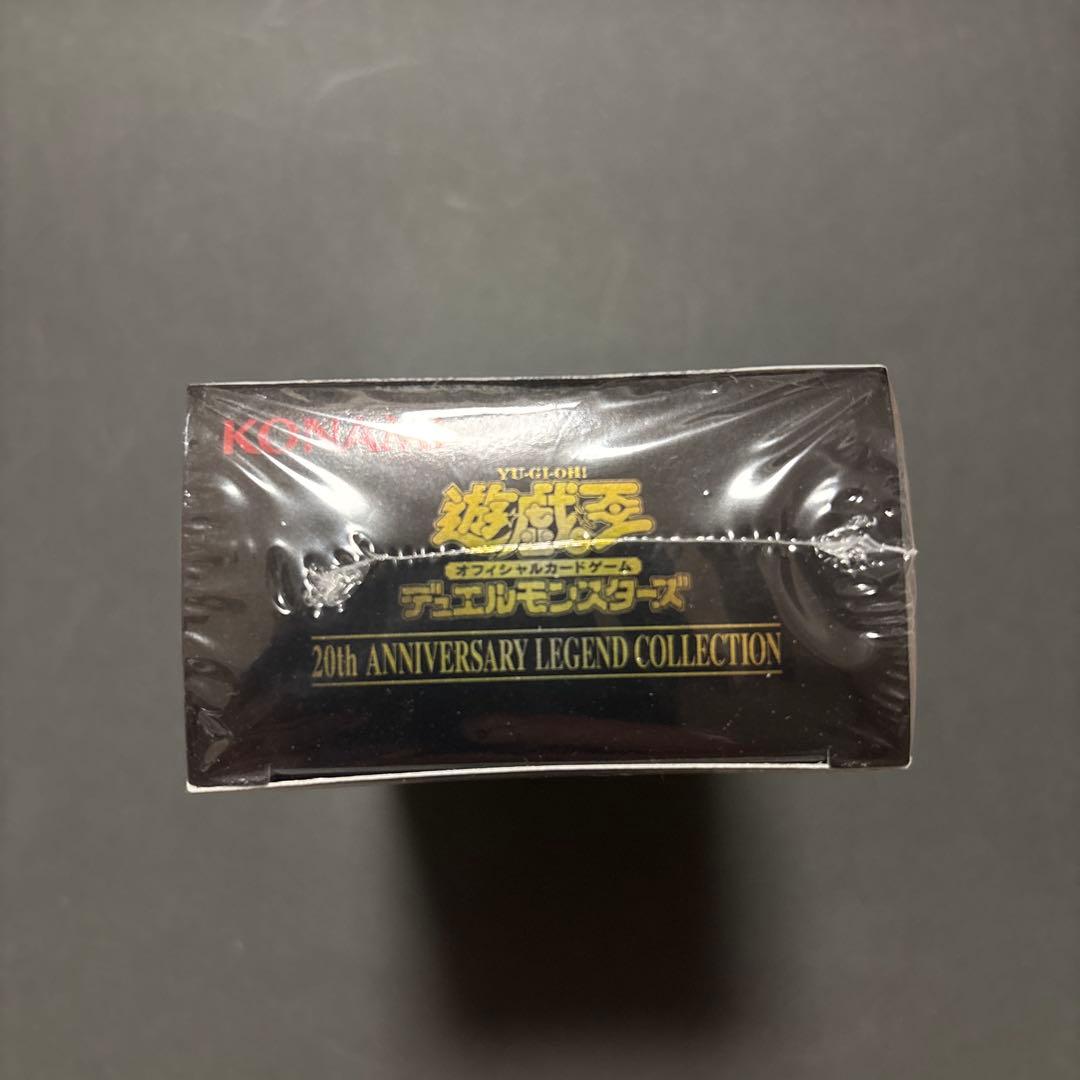 KONAMI
YU-GI-OH!
遊戯王
オフィシャルカードゲーム
デュエルモンスターズ
20th ANNIVERSARY LEGEND COLLECTION